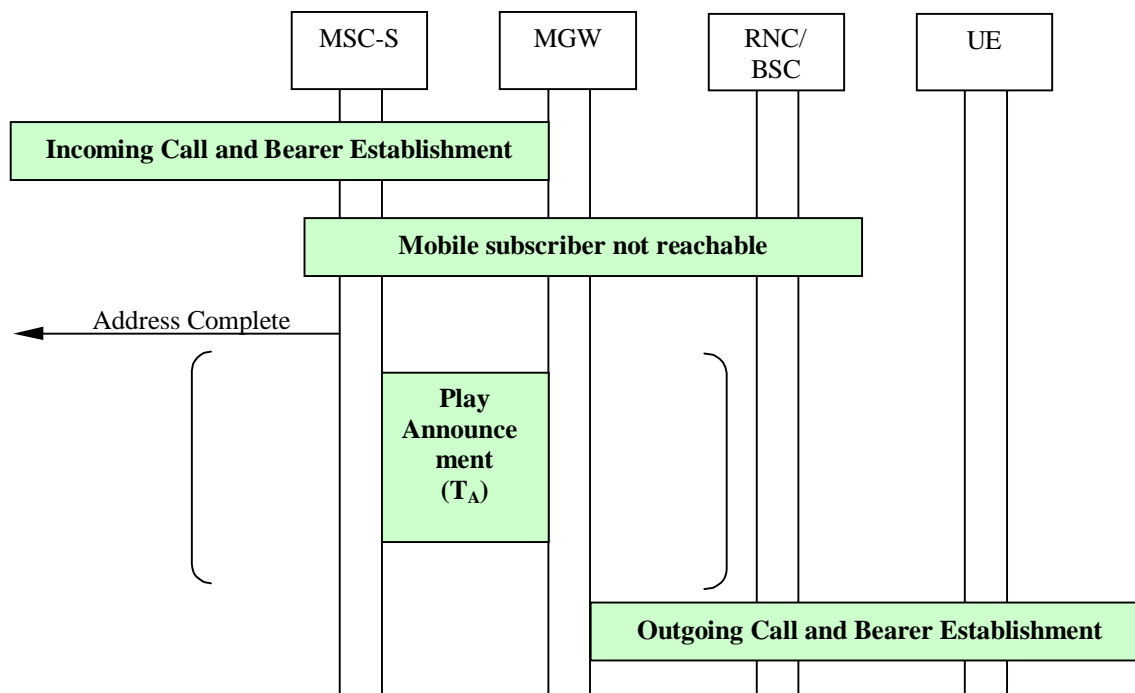 MSC-S
MGW
RNC/
BSC
UE
Incoming Call and Bearer Establishment
Mobile subscriber not reachable
Address Complete
Play
Announce
ment
(TA)
Outgoing Call and Bearer Establishment